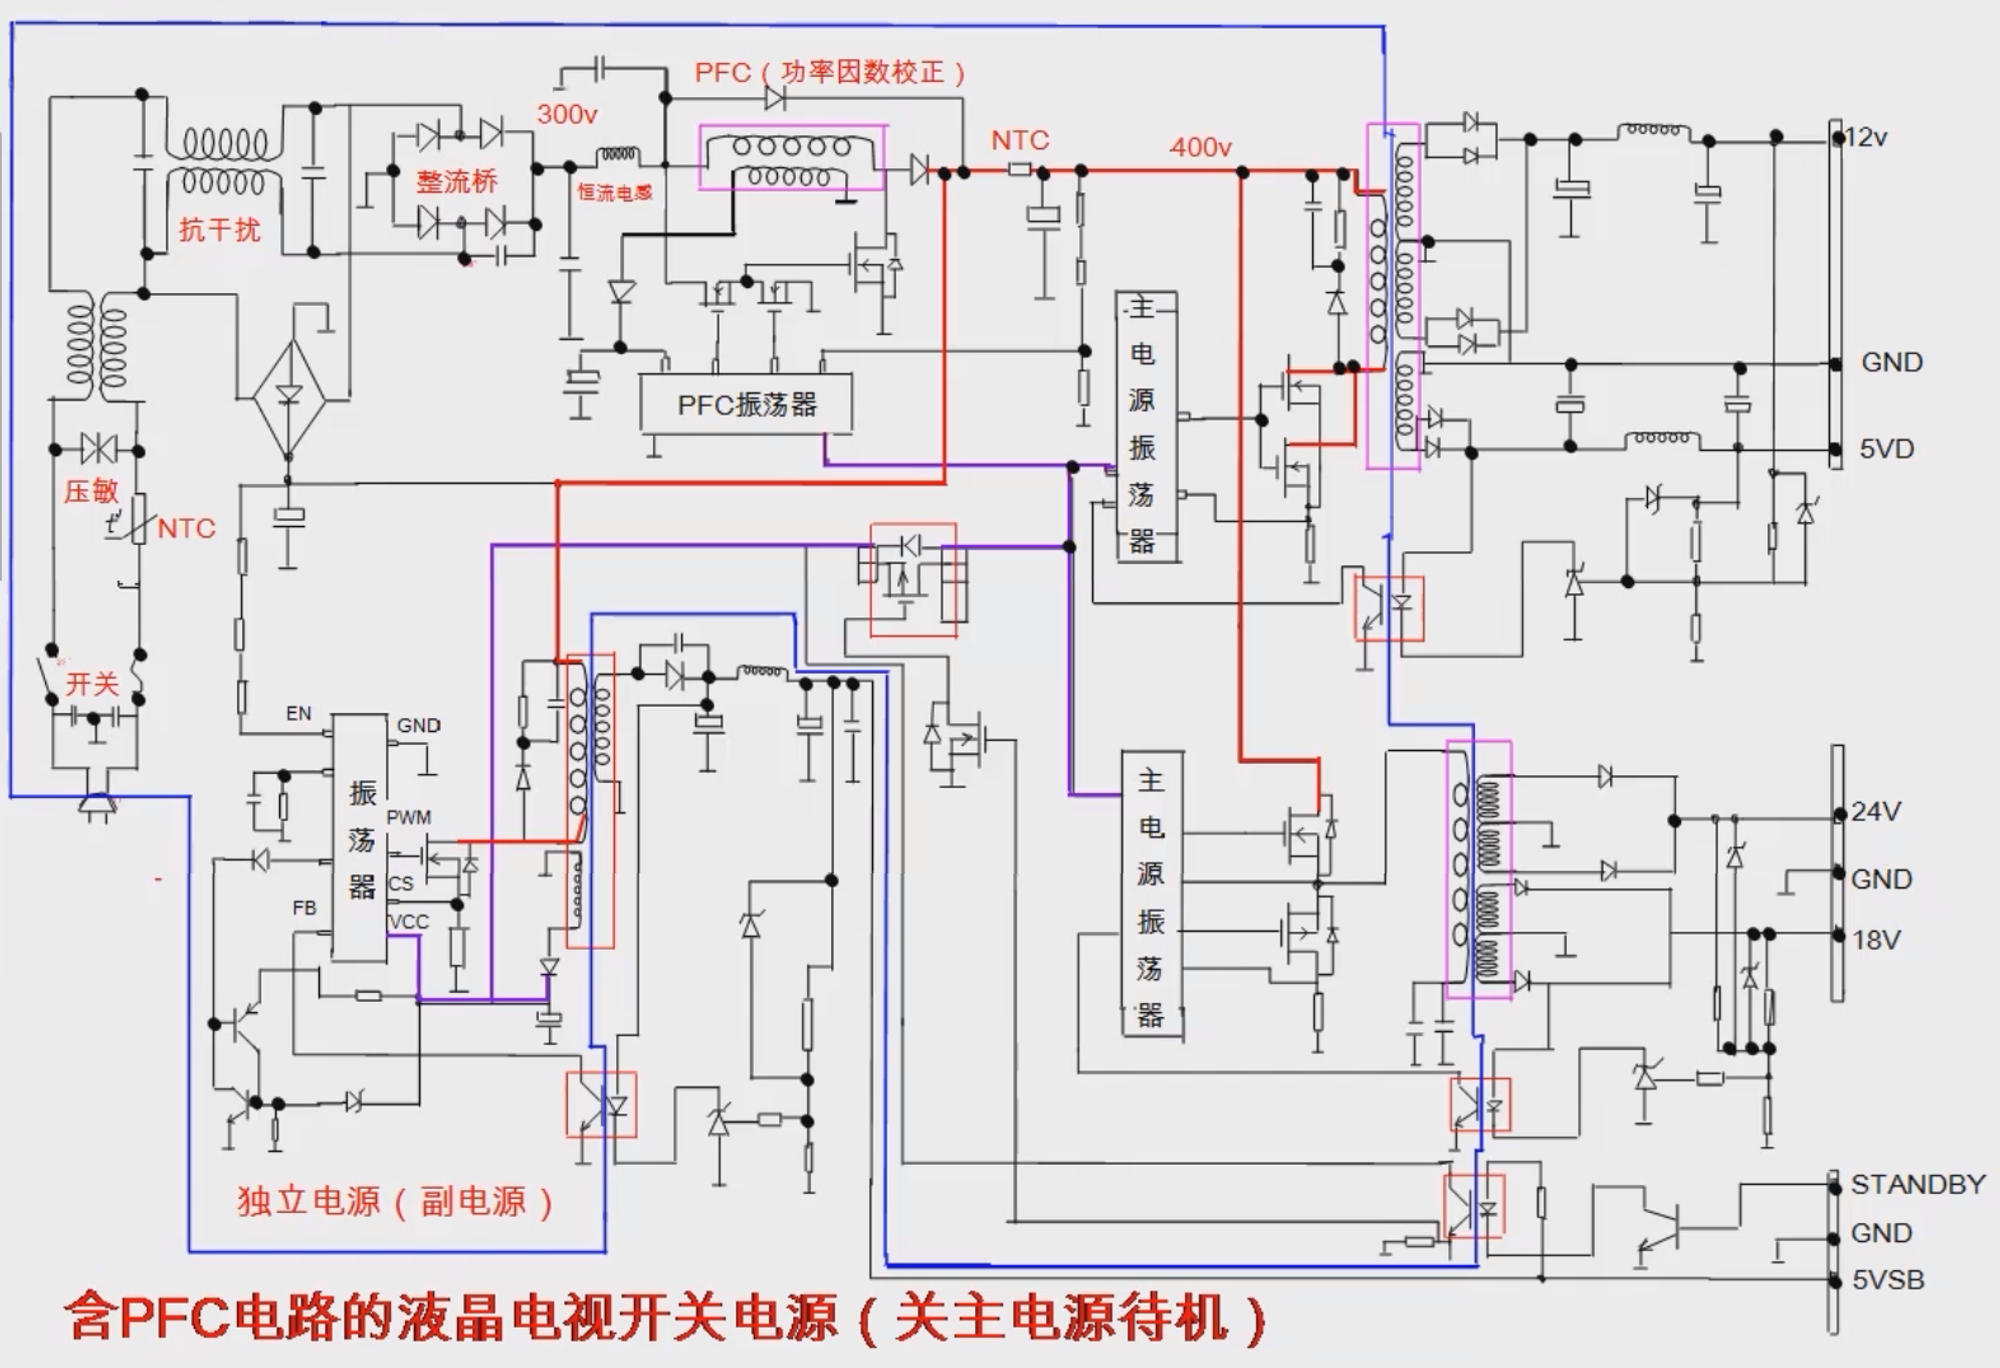 PFC（功率因数校正）
300v
NTC
400v
12v
整流桥
恒流电感
抗干扰
主电源振荡器
GND
PFC振荡器
5VD
压敏
t°
NTC
开关
EN
GND
振荡器
PWM
CS
FB
VCC
主电源振荡器
24V
GND
18V
STANDBY
独立电源（副电源）
GND
5VSB
含PFC电路的液晶电视开关电源（关主电源待机）